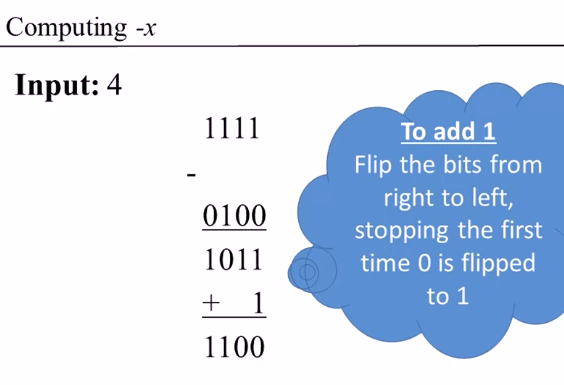 Computing -x
Input: 4
1111
-
0100
1011
+ 1
1100
To add 1
Flip the bits from
right to left,
stopping the first
time 0 is flipped
to 1